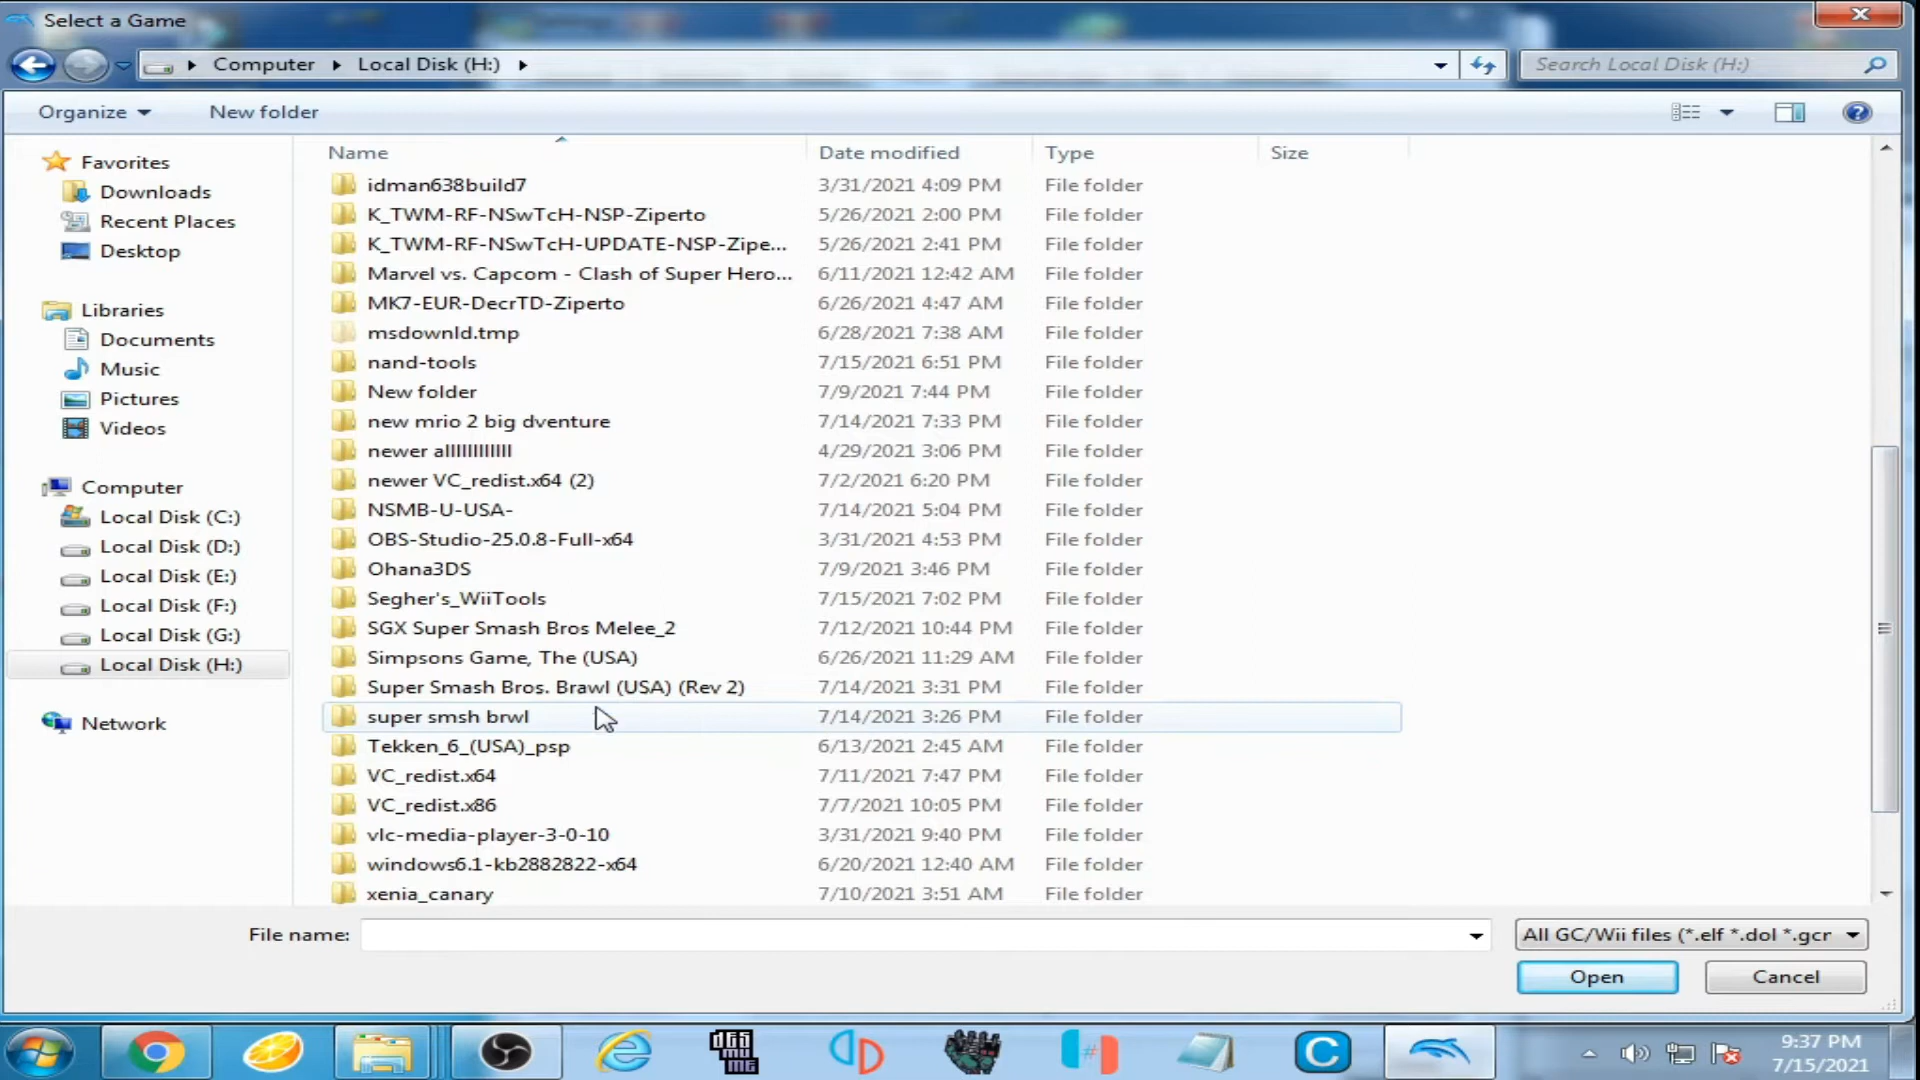 Select a Game
Computer Local Disk (H:)
Search Local Disk (H:)
Organize New folder
Name Date modified Type Size
Favorites
Downloads
Recent Places
Desktop
Libraries
Documents
Music
Pictures
Videos
Computer
Local Disk (C:)
Local Disk (D:)
Local Disk (E:)
Local Disk (F:)
Local Disk (G:)
Local Disk (H:)
Network
idman638build7 3/31/2021 4:09 PM File folder
K_TWM-RF-NSwTcH-NSP-Ziperto 5/26/2021 2:00 PM File folder
K_TWM-RF-NSwTcH-UPDATE-NSP-Zipe... 5/26/2021 2:41 PM File folder
Marvel vs. Capcom - Clash of Super Hero... 6/11/2021 12:42 AM File folder
MK7-EUR-DecrTD-Ziperto 6/26/2021 4:47 AM File folder
msdownld.tmp 6/28/2021 7:38 AM File folder
nand-tools 7/15/2021 6:51 PM File folder
New folder 7/9/2021 7:44 PM File folder
new mrio 2 big dventure 7/14/2021 7:33 PM File folder
newer alllllllllllll 4/29/2021 3:06 PM File folder
newer VC_redist.x64 (2) 7/2/2021 6:20 PM File folder
NSMB-U-USA- 7/14/2021 5:04 PM File folder
OBS-Studio-25.0.8-Full-x64 3/31/2021 4:53 PM File folder
Ohana3DS 7/9/2021 3:46 PM File folder
Segher's_WiiTools 7/15/2021 7:02 PM File folder
SGX Super Smash Bros Melee_2 7/12/2021 10:44 PM File folder
Simpsons Game, The (USA) 6/26/2021 11:29 AM File folder
Super Smash Bros. Brawl (USA) (Rev 2) 7/14/2021 3:31 PM File folder
super smsh brwl 7/14/2021 3:26 PM File folder
Tekken_6_(USA)_psp 6/13/2021 2:45 AM File folder
VC_redist.x64 7/11/2021 7:47 PM File folder
VC_redist.x86 7/7/2021 10:05 PM File folder
vlc-media-player-3-0-10 3/31/2021 9:40 PM File folder
windows6.1-kb2882822-x64 6/20/2021 12:40 AM File folder
xenia_canary 7/10/2021 3:51 AM File folder
File name: All GC/Wii files (*.elf *.dol *.gcr
Open Cancel
9:37 PM
7/15/2021